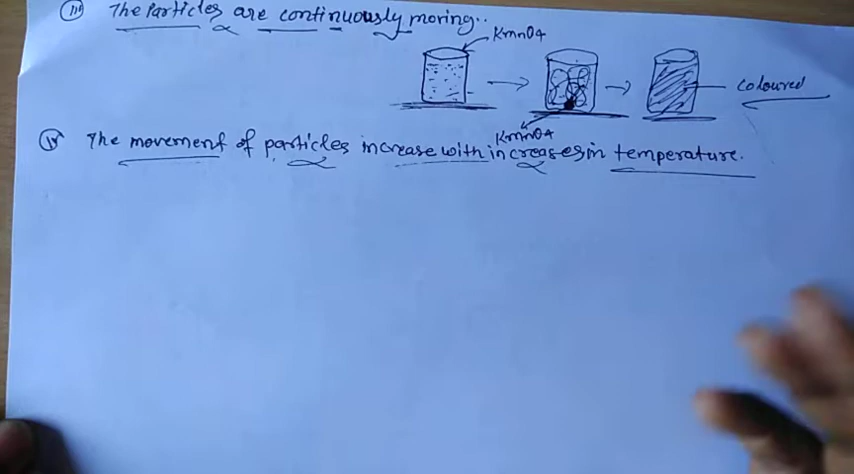 (iii) The Particles are continuously moving..
KmnO4
coloured
KmnO4
(iv) The movement of particles increase with increases in temperature.